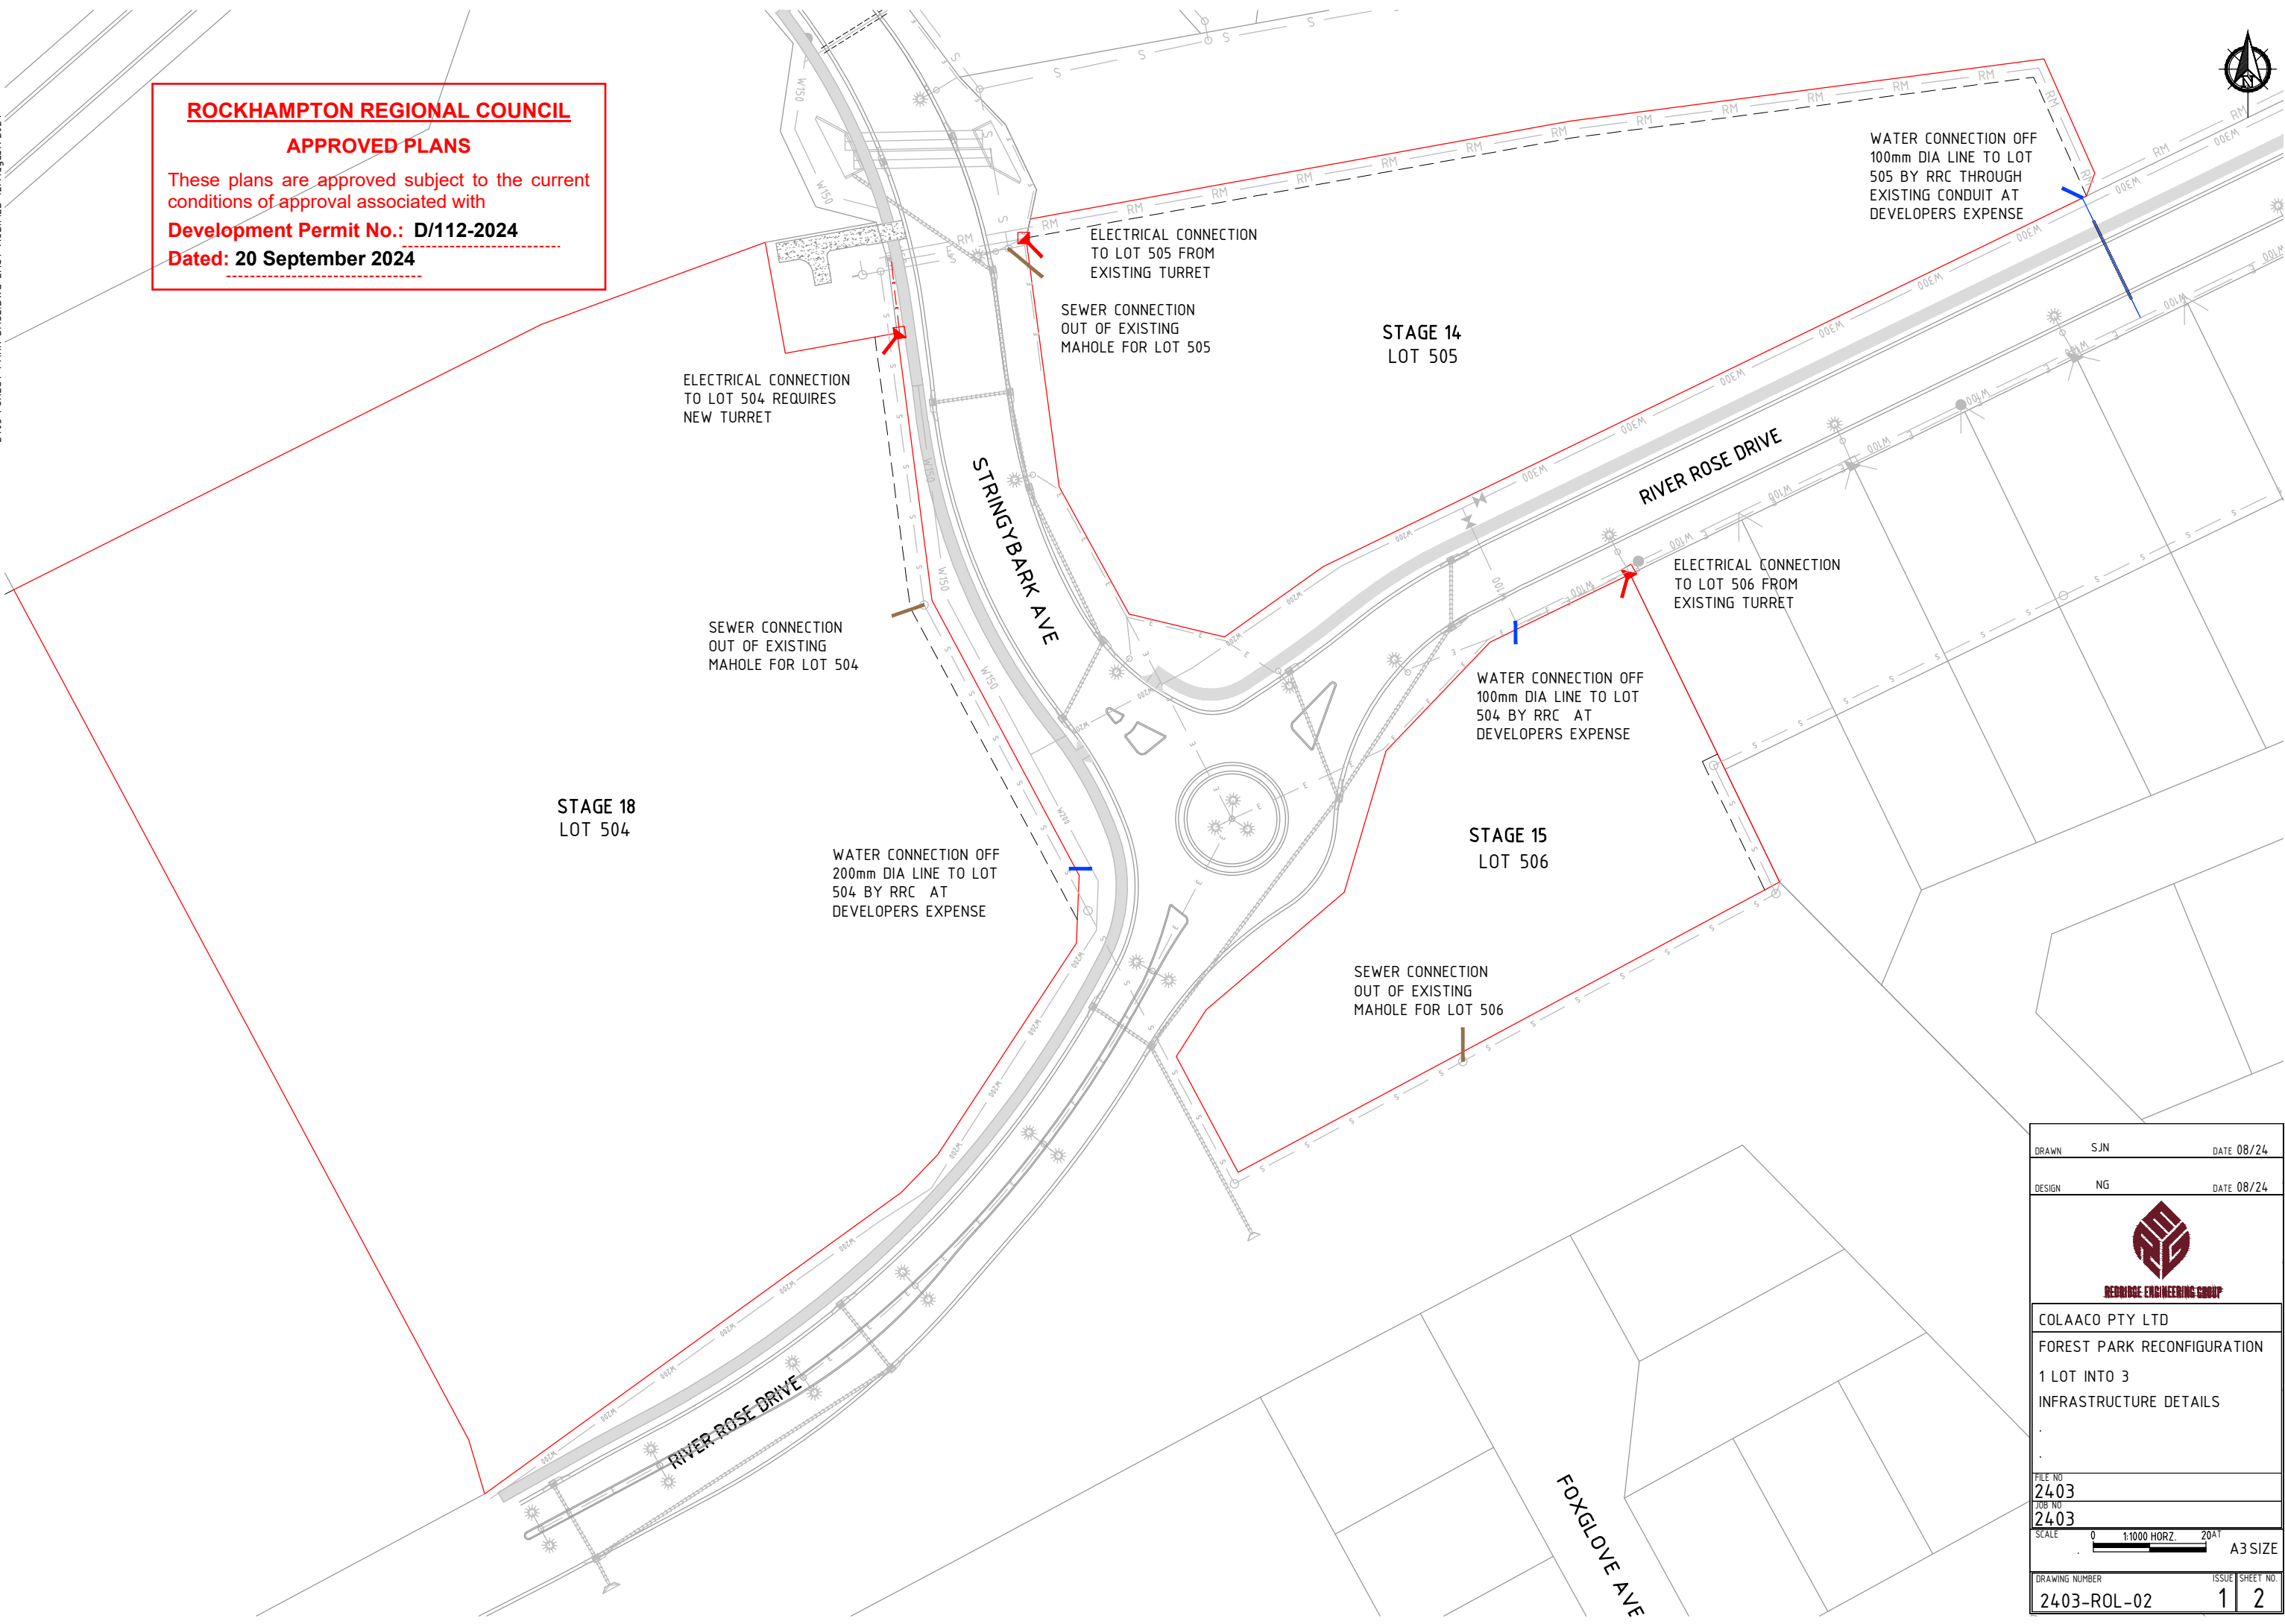 ROCKHAMPTON REGIONAL COUNCIL
APPROVED PLANS
These plans are approved subject to the current
conditions of approval associated with
Development Permit No.: D/112-2024
Dated: 20 September 2024
N
WATER CONNECTION OFF
100mm DIA LINE TO LOT
505 BY RRC THROUGH
EXISTING CONDUIT AT
DEVELOPERS EXPENSE
ELECTRICAL CONNECTION
TO LOT 505 FROM
EXISTING TURRET
SEWER CONNECTION
OUT OF EXISTING
MAHOLE FOR LOT 505
STAGE 14
LOT 505
ELECTRICAL CONNECTION
TO LOT 504 REQUIRES
NEW TURRET
STRINGYBARK AVE
RIVER ROSE DRIVE
ELECTRICAL CONNECTION
TO LOT 506 FROM
EXISTING TURRET
SEWER CONNECTION
OUT OF EXISTING
MAHOLE FOR LOT 504
WATER CONNECTION OFF
100mm DIA LINE TO LOT
504 BY RRC AT
DEVELOPERS EXPENSE
STAGE 18
LOT 504
STAGE 15
LOT 506
WATER CONNECTION OFF
200mm DIA LINE TO LOT
504 BY RRC AT
DEVELOPERS EXPENSE
SEWER CONNECTION
OUT OF EXISTING
MAHOLE FOR LOT 506
RIVER ROSE DRIVE
FOXGLOVE AVE
DRAWN SJN DATE 08/24
DESIGN NG DATE 08/24
REDRIDGE ENGINEERING GROUP
COLAACO PTY LTD
FOREST PARK RECONFIGURATION
1 LOT INTO 3
INFRASTRUCTURE DETAILS
.
.
FILE NO
2403
JOB NO
2403
SCALE 0 1:1000 HORZ. 20 AT
. A3 SIZE
DRAWING NUMBER ISSUE SHEET NO.
2403-ROL-02 1 2